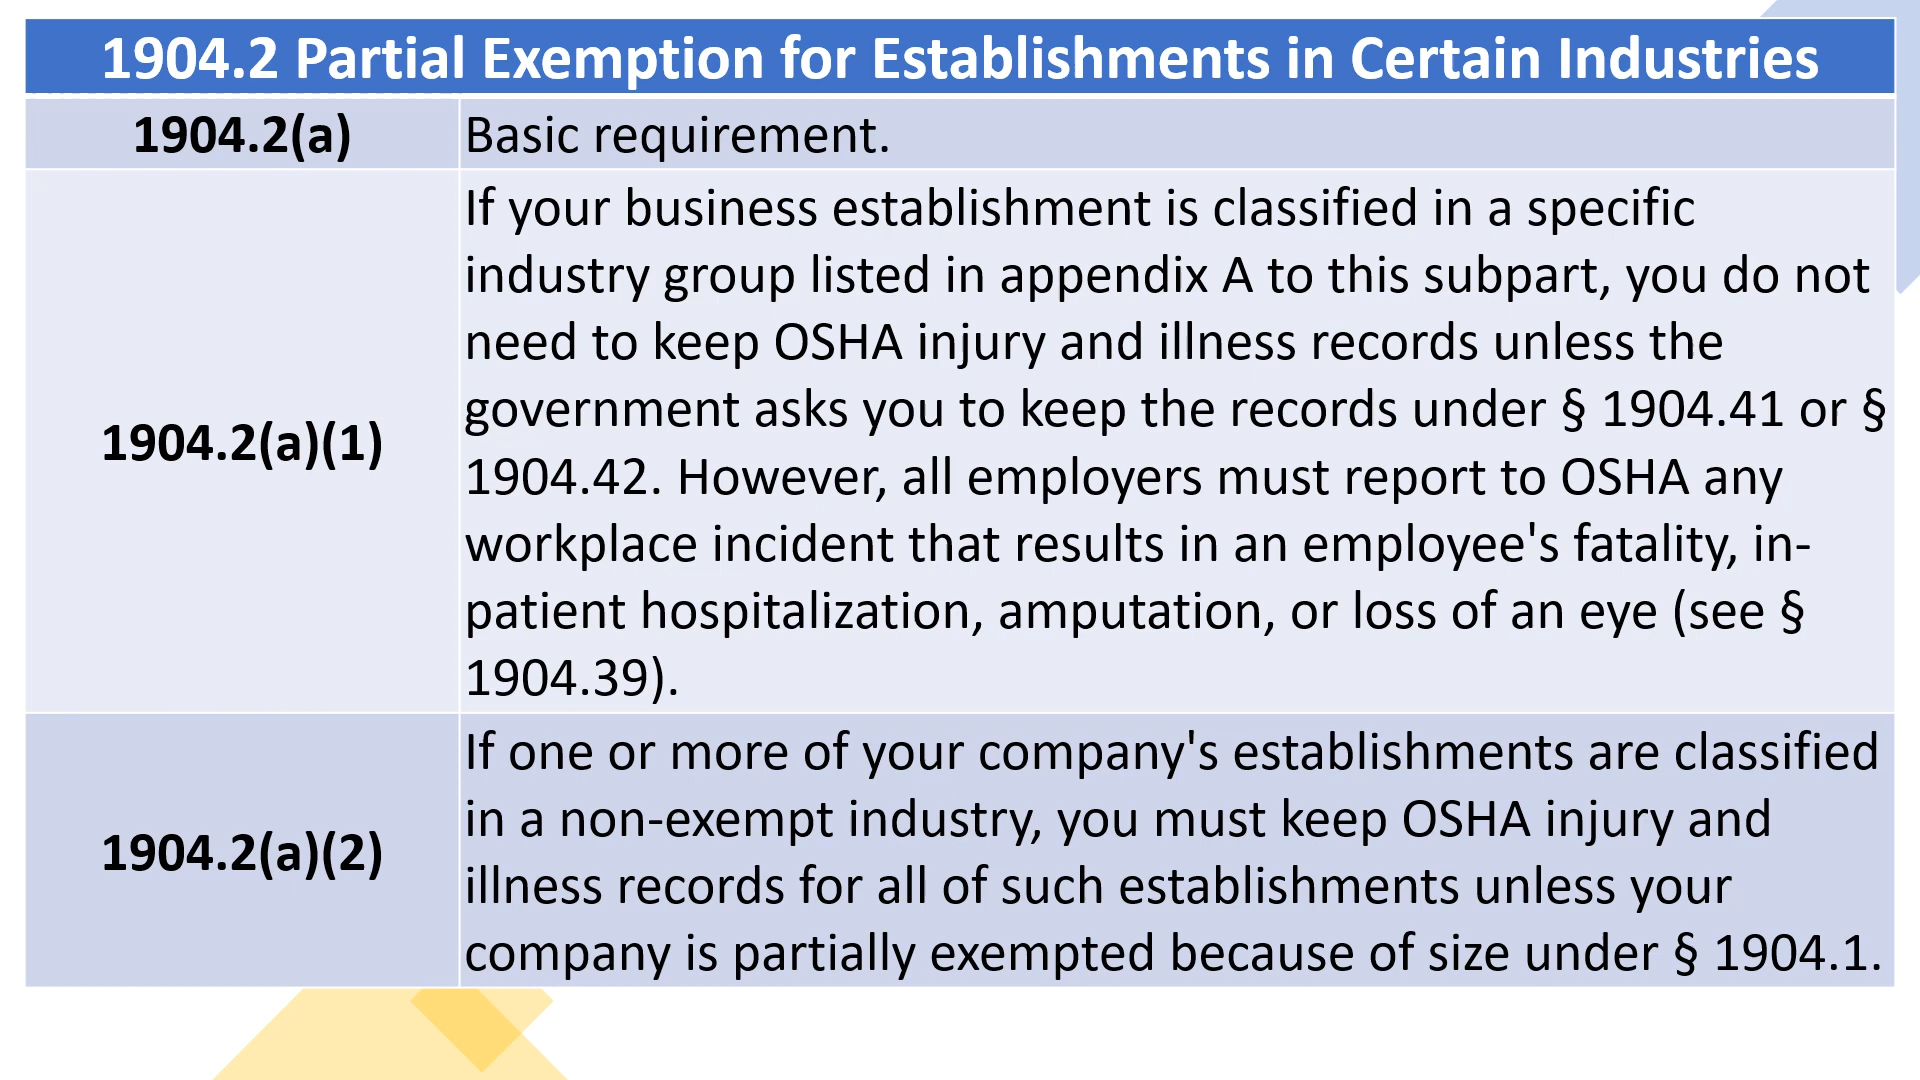 1904.2 Partial Exemption for Establishments in Certain Industries
1904.2(a)
Basic requirement.
1904.2(a)(1)
If your business establishment is classified in a specific
industry group listed in appendix A to this subpart, you do not
need to keep OSHA injury and illness records unless the
government asks you to keep the records under § 1904.41 or §
1904.42. However, all employers must report to OSHA any
workplace incident that results in an employee's fatality, in-
patient hospitalization, amputation, or loss of an eye (see §
1904.39).
1904.2(a)(2)
If one or more of your company's establishments are classified
in a non-exempt industry, you must keep OSHA injury and
illness records for all of such establishments unless your
company is partially exempted because of size under § 1904.1.